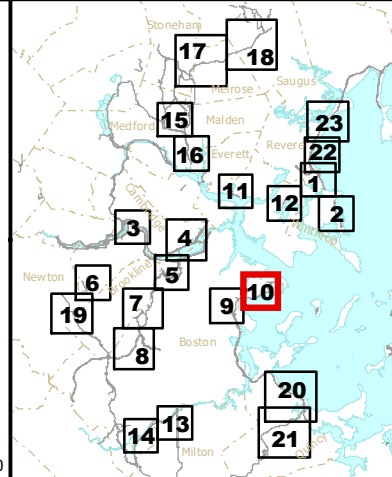 Stoneham
17
18
Melrose
Saugus
15
Medford
Malden
23
16
Everett
Revere
22
1
11
12
2
Winthrop
Cambridge
3
4
5
Brookline
Newton
6
10
19
7
9
8
Boston
20
13
14
Milton
21
Quincy